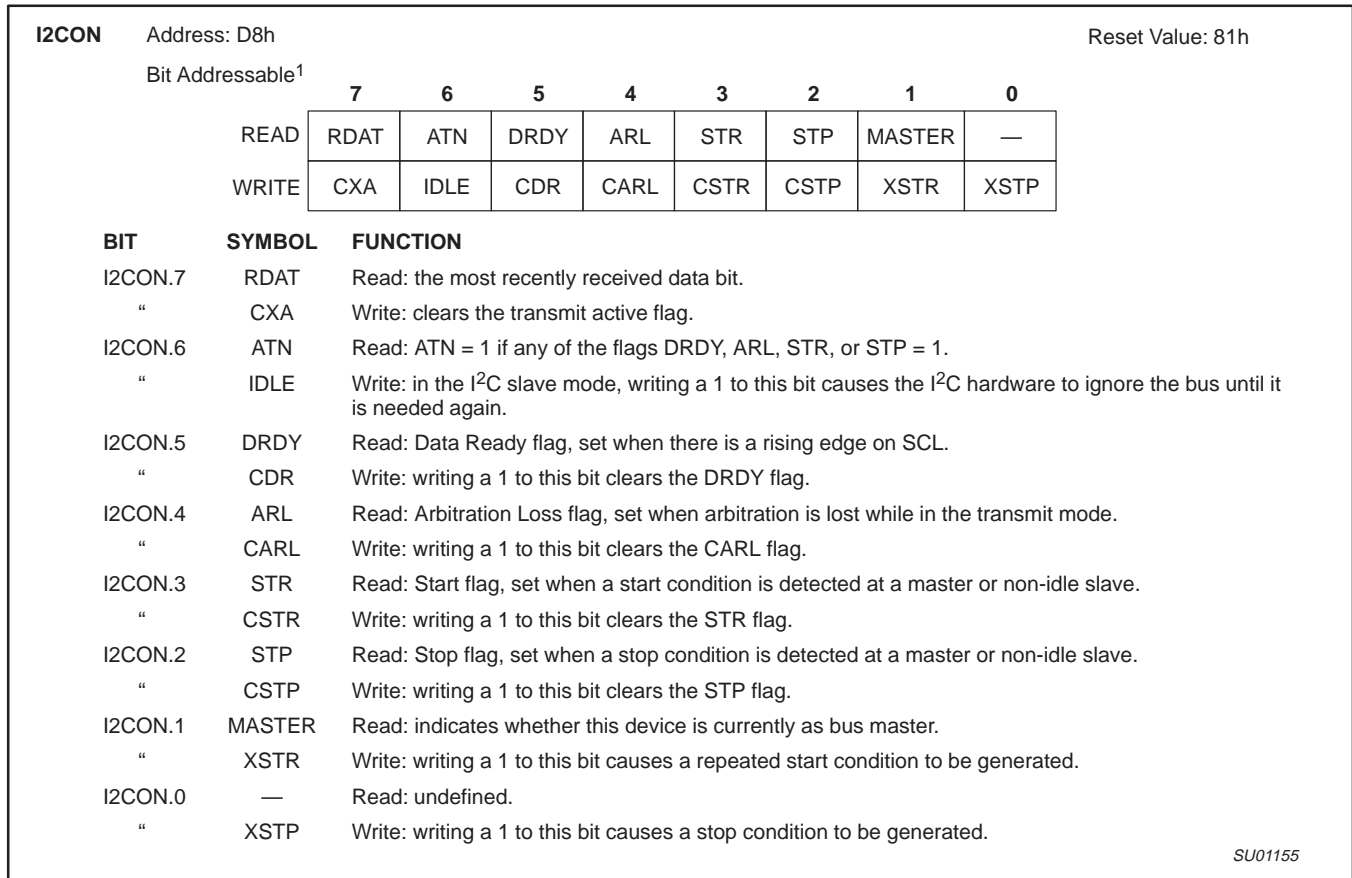 I2CON Address: D8h Reset Value: 81h
Bit Addressable1
7 6 5 4 3 2 1 0
READ RDAT ATN DRDY ARL STR STP MASTER —
WRITE CXA IDLE CDR CARL CSTR CSTP XSTR XSTP
BIT SYMBOL FUNCTION
I2CON.7 RDAT Read: the most recently received data bit.
“ CXA Write: clears the transmit active flag.
I2CON.6 ATN Read: ATN = 1 if any of the flags DRDY, ARL, STR, or STP = 1.
“ IDLE Write: in the I2C slave mode, writing a 1 to this bit causes the I2C hardware to ignore the bus until it
is needed again.
I2CON.5 DRDY Read: Data Ready flag, set when there is a rising edge on SCL.
“ CDR Write: writing a 1 to this bit clears the DRDY flag.
I2CON.4 ARL Read: Arbitration Loss flag, set when arbitration is lost while in the transmit mode.
“ CARL Write: writing a 1 to this bit clears the CARL flag.
I2CON.3 STR Read: Start flag, set when a start condition is detected at a master or non-idle slave.
“ CSTR Write: writing a 1 to this bit clears the STR flag.
I2CON.2 STP Read: Stop flag, set when a stop condition is detected at a master or non-idle slave.
“ CSTP Write: writing a 1 to this bit clears the STP flag.
I2CON.1 MASTER Read: indicates whether this device is currently as bus master.
“ XSTR Write: writing a 1 to this bit causes a repeated start condition to be generated.
I2CON.0 — Read: undefined.
“ XSTP Write: writing a 1 to this bit causes a stop condition to be generated.
SU01155